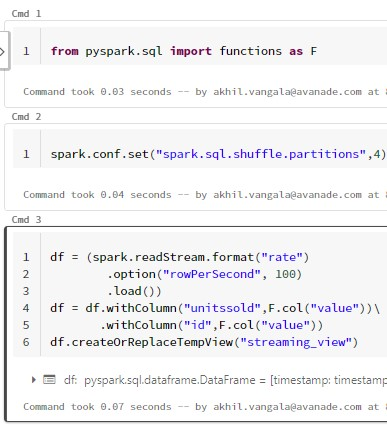 Cmd 1
1 from pyspark.sql import functions as F
Command took 0.03 seconds -- by akhil.vangala@avanade.com at
Cmd 2
1 spark.conf.set("spark.sql.shuffle.partitions",4)
Command took 0.04 seconds -- by akhil.vangala@avanade.com at
Cmd 3
1 df = (spark.readStream.format("rate")
2 .option("rowPerSecond", 100)
3 .load())
4 df = df.withColumn("unitssold",F.col("value"))\
5 .withColumn("id",F.col("value"))
6 df.createOrReplaceTempView("streaming_view")
df: pyspark.sql.dataframe.DataFrame = [timestamp: timestamp
Command took 0.07 seconds -- by akhil.vangala@avanade.com at